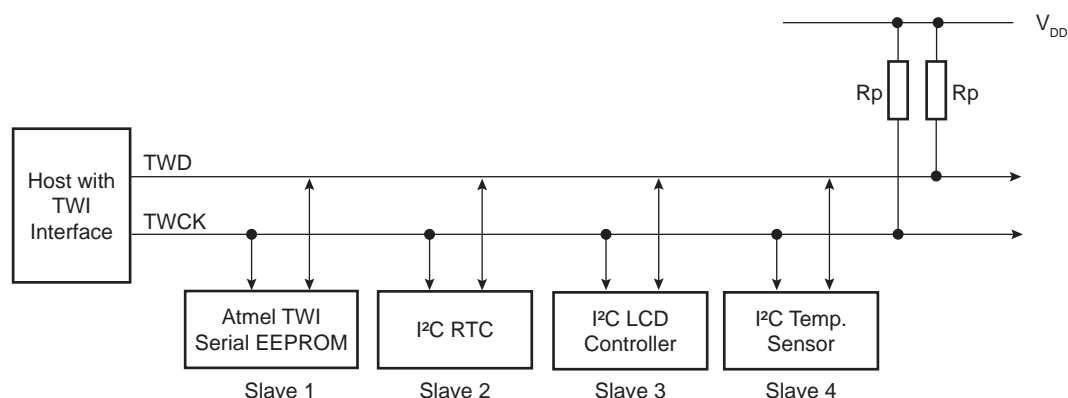 V_DD
Rp Rp
TWD
Host with
TWI
Interface
TWCK
Atmel TWI
Serial EEPROM
I²C RTC
I²C LCD
Controller
I²C Temp.
Sensor
Slave 1 Slave 2 Slave 3 Slave 4